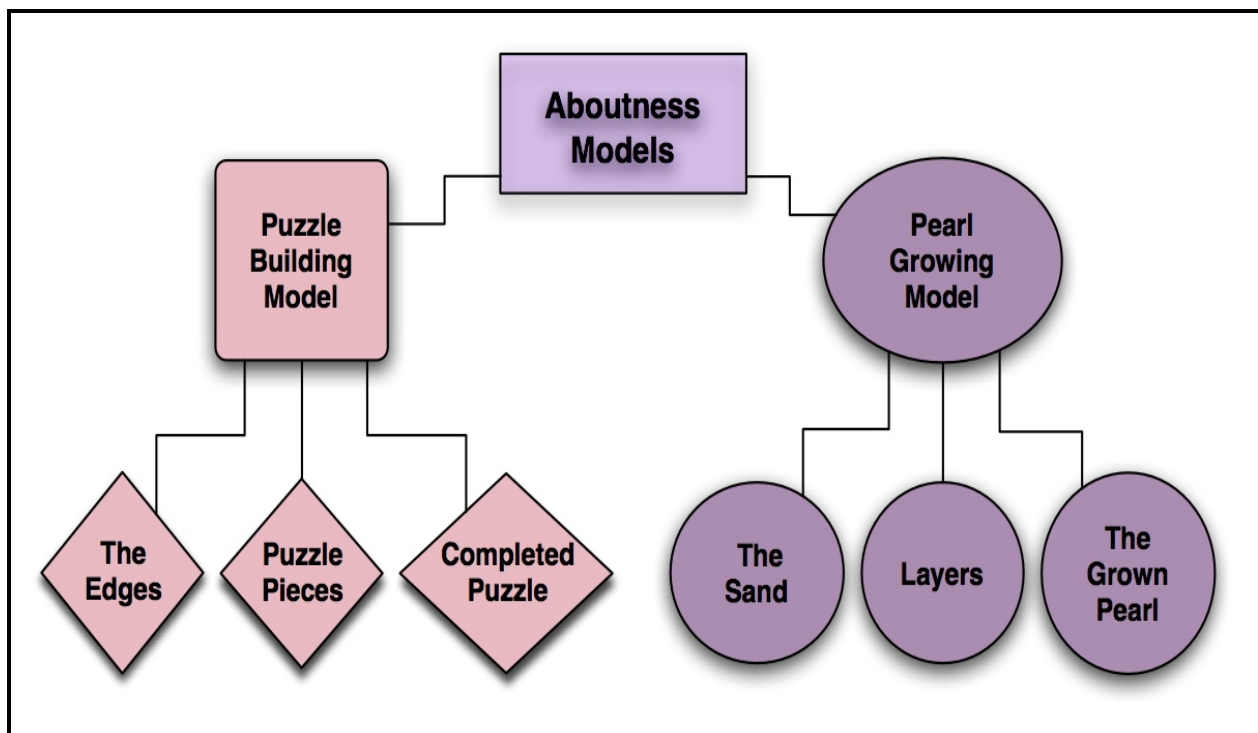 Aboutness
Models
Puzzle
Building
Model
Pearl
Growing
Model
The
Edges
Puzzle
Pieces
Completed
Puzzle
The
Sand
Layers
The
Grown
Pearl